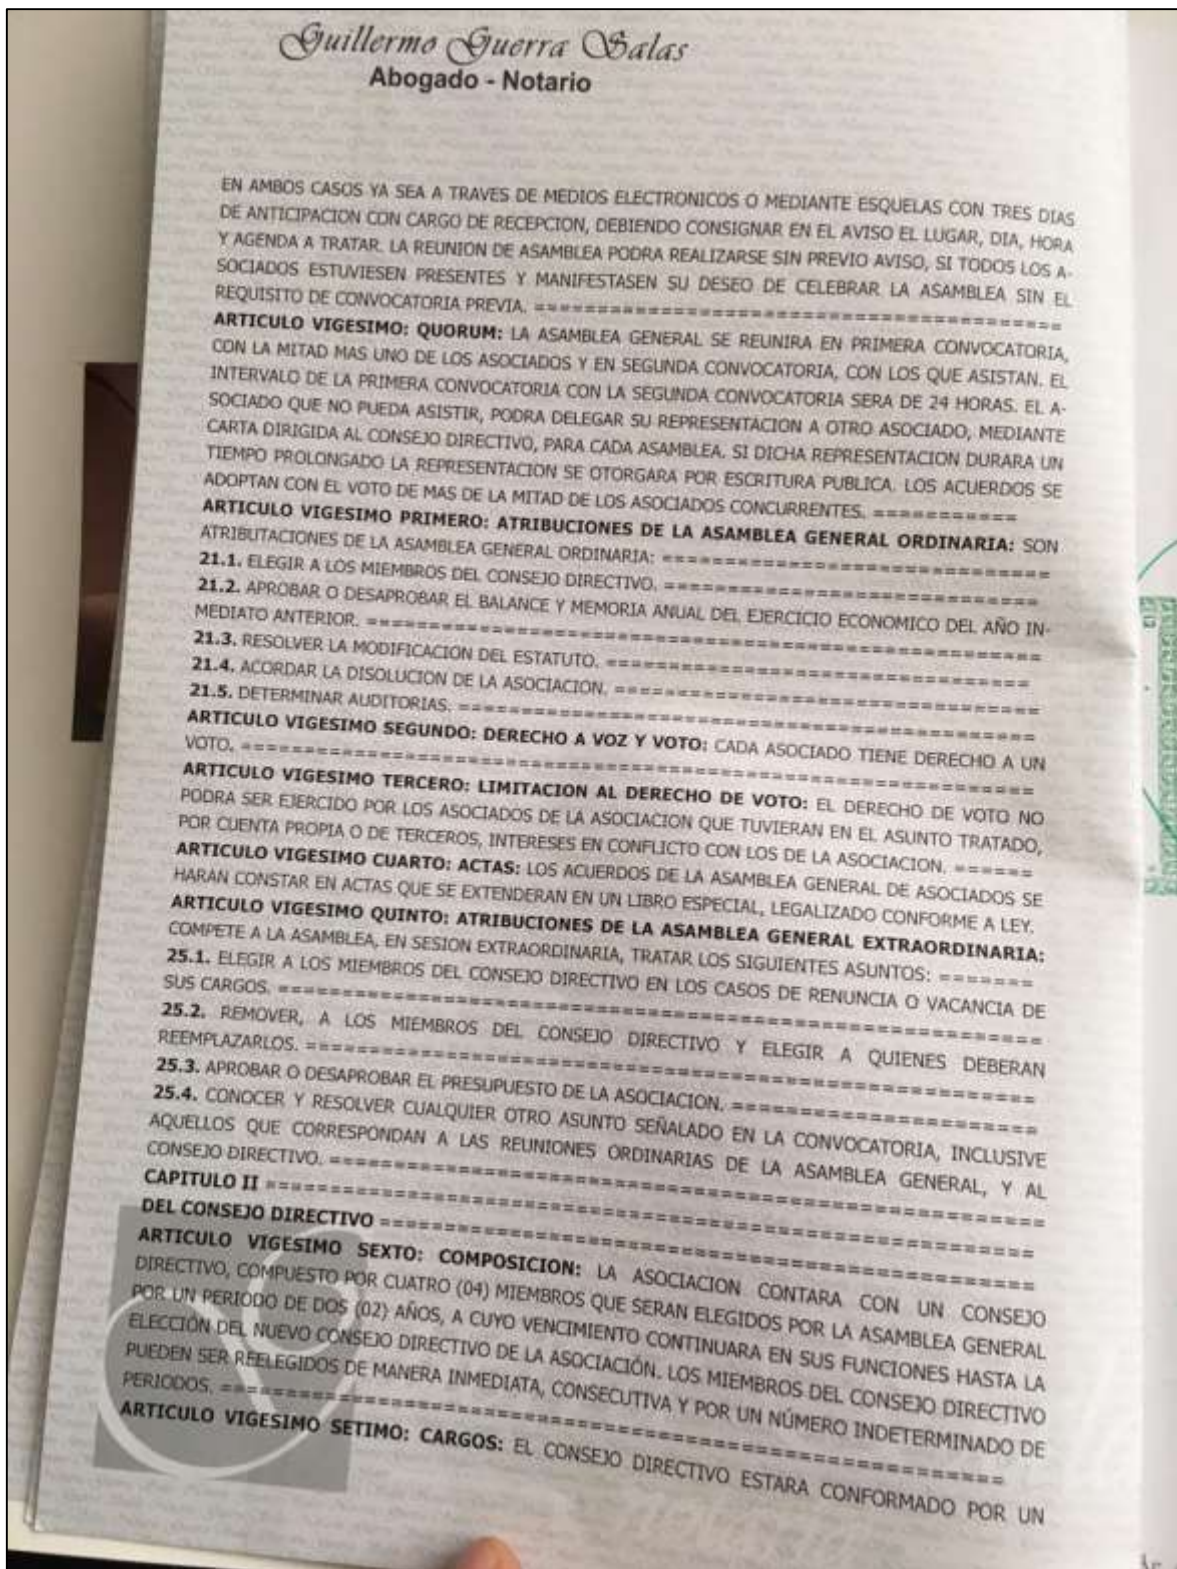 Guillermo Guerra Salas
Abogado - Notario
EN AMBOS CASOS YA SEA A TRAVES DE MEDIOS ELECTRONICOS O MEDIANTE ESQUELAS CON TRES DIAS
DE ANTICIPACION CON CARGO DE RECEPCION, DEBIENDO CONSIGNAR EN EL AVISO EL LUGAR, DIA, HORA
Y AGENDA A TRATAR. LA REUNION DE ASAMBLEA PODRA REALIZARSE SIN PREVIO AVISO, SI TODOS LOS A-
SOCIADOS ESTUVIESEN PRESENTES Y MANIFESTASEN SU DESEO DE CELEBRAR LA ASAMBLEA SIN EL
REQUISITO DE CONVOCATORIA PREVIA. ==========================================
ARTICULO VIGESIMO: QUORUM: LA ASAMBLEA GENERAL SE REUNIRA EN PRIMERA CONVOCATORIA,
CON LA MITAD MAS UNO DE LOS ASOCIADOS Y EN SEGUNDA CONVOCATORIA, CON LOS QUE ASISTAN. EL
INTERVALO DE LA PRIMERA CONVOCATORIA CON LA SEGUNDA CONVOCATORIA SERA DE 24 HORAS. EL A-
SOCIADO QUE NO PUEDA ASISTIR, PODRA DELEGAR SU REPRESENTACION A OTRO ASOCIADO, MEDIANTE
CARTA DIRIGIDA AL CONSEJO DIRECTIVO, PARA CADA ASAMBLEA. SI DICHA REPRESENTACION DURARA UN
TIEMPO PROLONGADO LA REPRESENTACION SE OTORGARA POR ESCRITURA PUBLICA. LOS ACUERDOS SE
ADOPTAN CON EL VOTO DE MAS DE LA MITAD DE LOS ASOCIADOS CONCURRENTES. ===========
ARTICULO VIGESIMO PRIMERO: ATRIBUCIONES DE LA ASAMBLEA GENERAL ORDINARIA: SON
ATRIBUTACIONES DE LA ASAMBLEA GENERAL ORDINARIA: ===============================
21.1. ELEGIR A LOS MIEMBROS DEL CONSEJO DIRECTIVO. ==============================
21.2. APROBAR O DESAPROBAR EL BALANCE Y MEMORIA ANUAL DEL EJERCICIO ECONOMICO DEL AÑO IN-
MEDIATO ANTERIOR. ======================================================
21.3. RESOLVER LA MODIFICACION DEL ESTATUTO. ==================================
21.4. ACORDAR LA DISOLUCION DE LA ASOCIACION. ==================================
21.5. DETERMINAR AUDITORIAS. ==============================================
ARTICULO VIGESIMO SEGUNDO: DERECHO A VOZ Y VOTO: CADA ASOCIADO TIENE DERECHO A UN
VOTO. ===============================================================
ARTICULO VIGESIMO TERCERO: LIMITACION AL DERECHO DE VOTO: EL DERECHO DE VOTO NO
PODRA SER EJERCIDO POR LOS ASOCIADOS DE LA ASOCIACION QUE TUVIERAN EN EL ASUNTO TRATADO,
POR CUENTA PROPIA O DE TERCEROS, INTERESES EN CONFLICTO CON LOS DE LA ASOCIACION. ======
ARTICULO VIGESIMO CUARTO: ACTAS: LOS ACUERDOS DE LA ASAMBLEA GENERAL DE ASOCIADOS SE
HARAN CONSTAR EN ACTAS QUE SE EXTENDERAN EN UN LIBRO ESPECIAL, LEGALIZADO CONFORME A LEY.
ARTICULO VIGESIMO QUINTO: ATRIBUCIONES DE LA ASAMBLEA GENERAL EXTRAORDINARIA:
COMPETE A LA ASAMBLEA, EN SESION EXTRAORDINARIA, TRATAR LOS SIGUIENTES ASUNTOS: =======
25.1. ELEGIR A LOS MIEMBROS DEL CONSEJO DIRECTIVO EN LOS CASOS DE RENUNCIA O VACANCIA DE
SUS CARGOS. ============================================================
25.2. REMOVER, A LOS MIEMBROS DEL CONSEJO DIRECTIVO Y ELEGIR A QUIENES DEBERAN
REEMPLAZARLOS. =========================================================
25.3. APROBAR O DESAPROBAR EL PRESUPUESTO DE LA ASOCIACION. ========================
25.4. CONOCER Y RESOLVER CUALQUIER OTRO ASUNTO SEÑALADO EN LA CONVOCATORIA, INCLUSIVE
AQUELLOS QUE CORRESPONDAN A LAS REUNIONES ORDINARIAS DE LA ASAMBLEA GENERAL, Y AL
CONSEJO DIRECTIVO. ========================================================
CAPITULO II =============================================================
DEL CONSEJO DIRECTIVO ====================================================
ARTICULO VIGESIMO SEXTO: COMPOSICION: LA ASOCIACION CONTARA CON UN CONSEJO
DIRECTIVO, COMPUESTO POR CUATRO (04) MIEMBROS QUE SERAN ELEGIDOS POR LA ASAMBLEA GENERAL
POR UN PERIODO DE DOS (02) AÑOS, A CUYO VENCIMIENTO CONTINUARA EN SUS FUNCIONES HASTA LA
ELECCIÓN DEL NUEVO CONSEJO DIRECTIVO DE LA ASOCIACIÓN. LOS MIEMBROS DEL CONSEJO DIRECTIVO
PUEDEN SER REELEGIDOS DE MANERA INMEDIATA, CONSECUTIVA Y POR UN NÚMERO INDETERMINADO DE
PERIODOS. ==============================================================
ARTICULO VIGESIMO SETIMO: CARGOS: EL CONSEJO DIRECTIVO ESTARA CONFORMADO POR UN